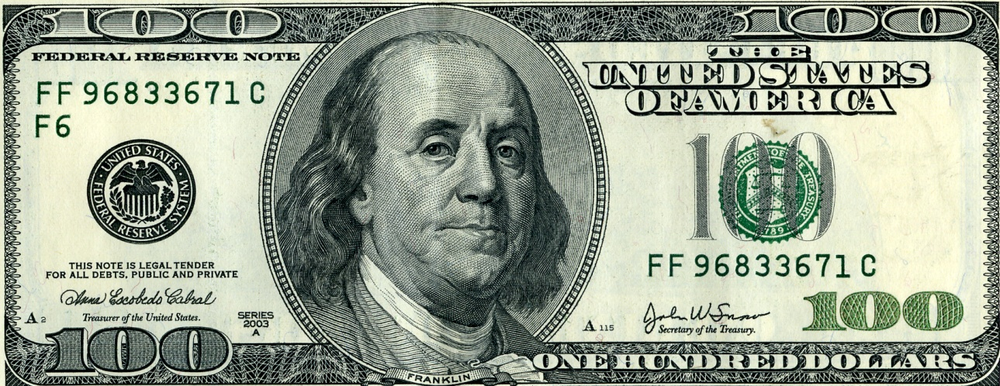 100
100
FEDERAL RESERVE NOTE
THE
UNITED STATES
OF AMERICA
FF 96833671 C
F6
UNITED STATES
FEDERAL RESERVE SYSTEM
100
THE TREASURY
1789
FF 96833671 C
THIS NOTE IS LEGAL TENDER
FOR ALL DEBTS, PUBLIC AND PRIVATE
Anna Escobedo Cabral
Treasurer of the United States.
A 2
SERIES
2003
A
A 115
John W Snow
Secretary of the Treasury.
100
100
FRANKLIN
ONE HUNDRED DOLLARS